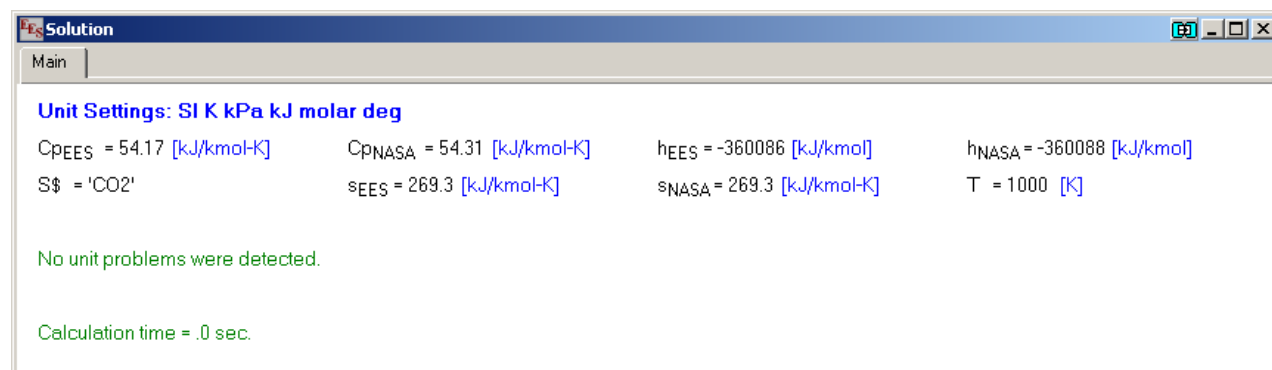 EES Solution
Main
Unit Settings: SI K kPa kJ molar deg
CpEES = 54.17 [kJ/kmol-K] CpNASA = 54.31 [kJ/kmol-K] hEES = -360086 [kJ/kmol] hNASA = -360088 [kJ/kmol]
S$ = 'CO2' sEES = 269.3 [kJ/kmol-K] sNASA = 269.3 [kJ/kmol-K] T = 1000 [K]
No unit problems were detected.
Calculation time = .0 sec.